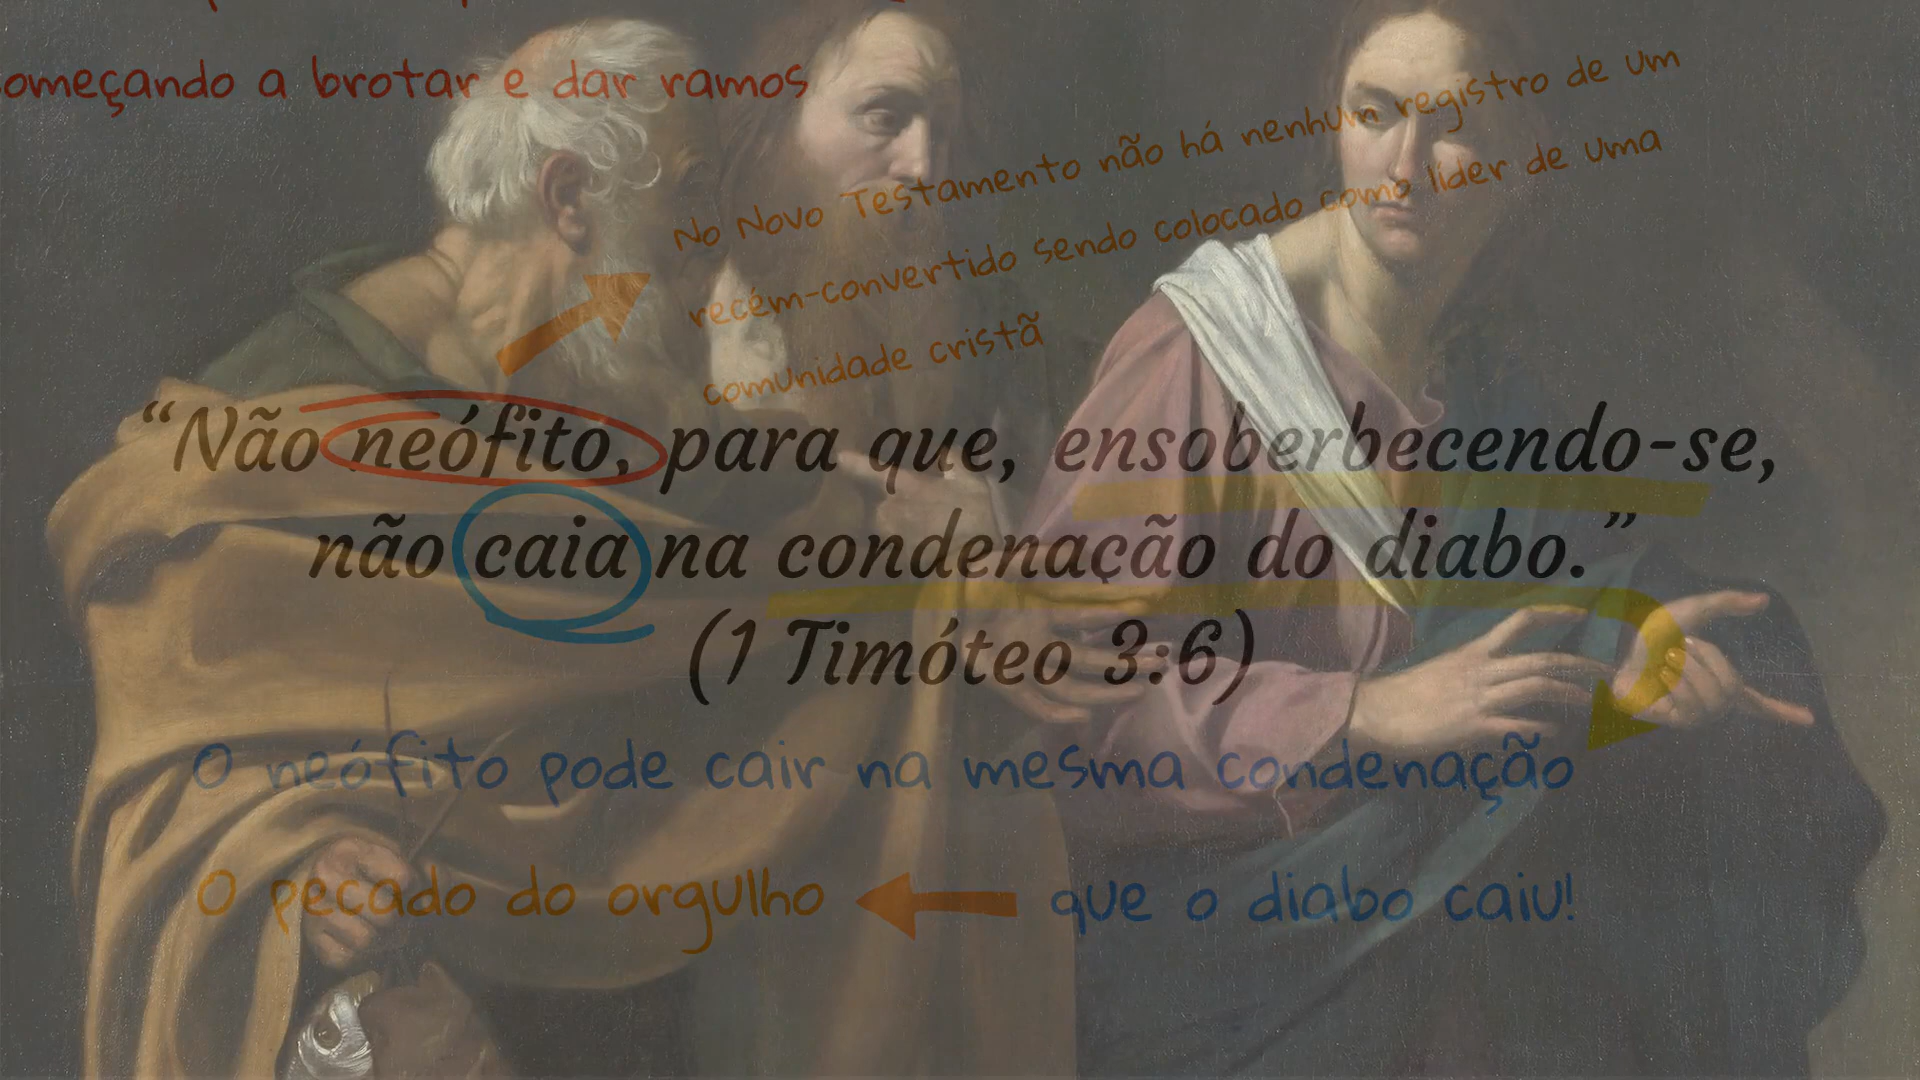 omeçando a brotar e dar ramos
No Novo Testamento não há nenhum registro de um
recém-convertido sendo colocado como líder de uma
comunidade cristã
“Não neófito, para que, ensoberbecendo-se,
não caia na condenação do diabo.”
(1 Timóteo 3:6)
O neófito pode cair na mesma condenação
O pecado do orgulho que o diabo caiu!